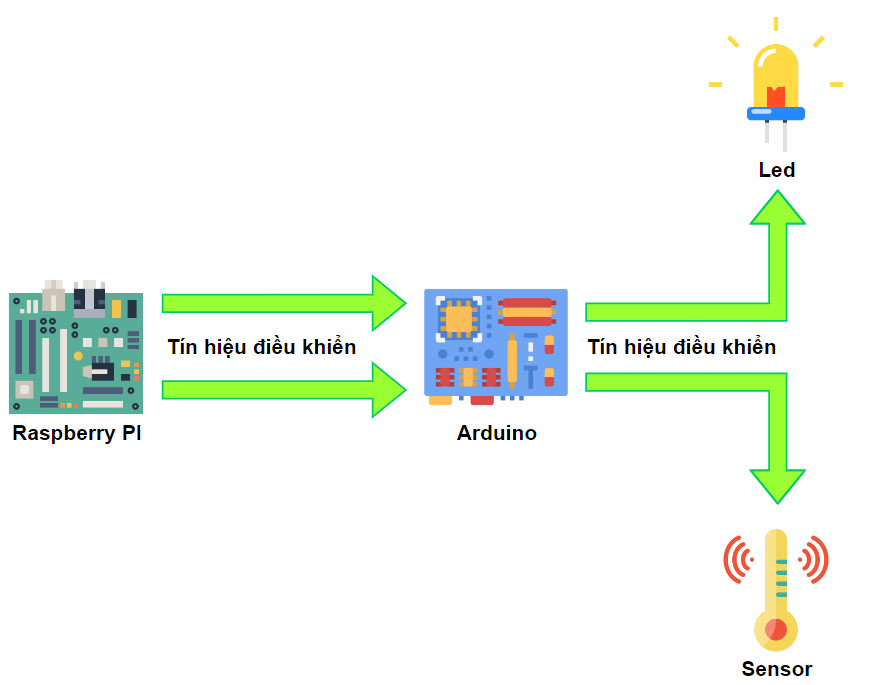 Led
Tín hiệu điều khiển
Tín hiệu điều khiển
Raspberry PI
Arduino
Sensor